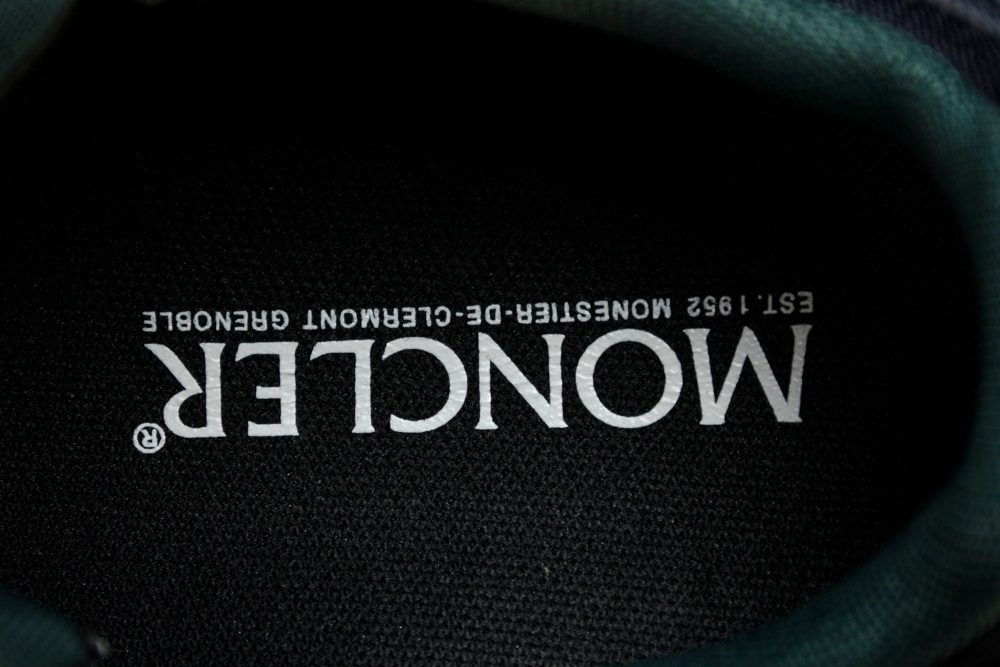 MONCLER®
EST. 1952 MONESTIER-DE-CLERMONT GRENOBLE